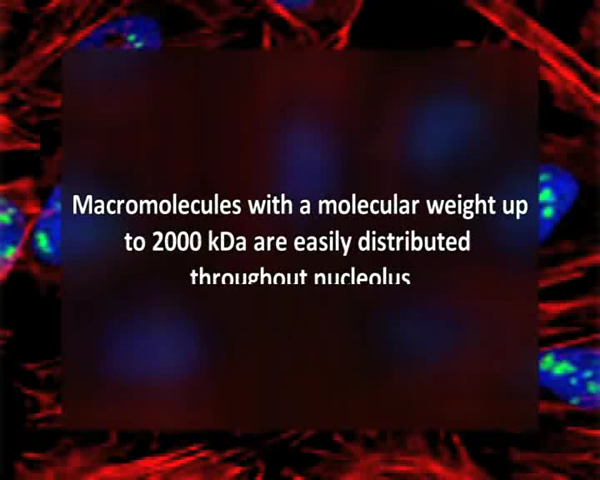 Macromolecules with a molecular weight up
to 2000 kDa are easily distributed
throughout nucleolus